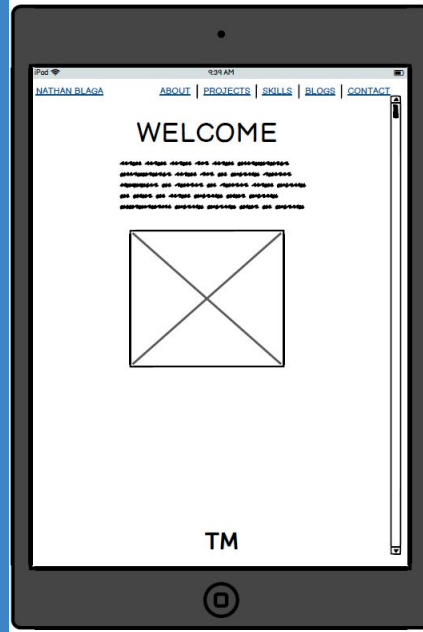 iPad 9:39 AM
NATHAN BLAGA ABOUT | PROJECTS | SKILLS | BLOGS | CONTACT
WELCOME
TM